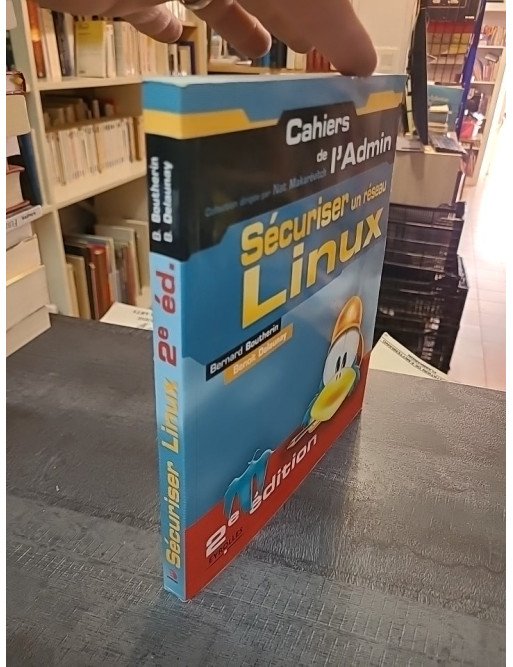 Cahiers
de l'Admin
Collection dirigée par Nat Makarévitch
Sécuriser un réseau
Linux
Bernard Boutherin
Benoit Delaunay
2e édition
EYROLLES
B. Boutherin
B. Delaunay
Sécuriser Linux 2e éd.